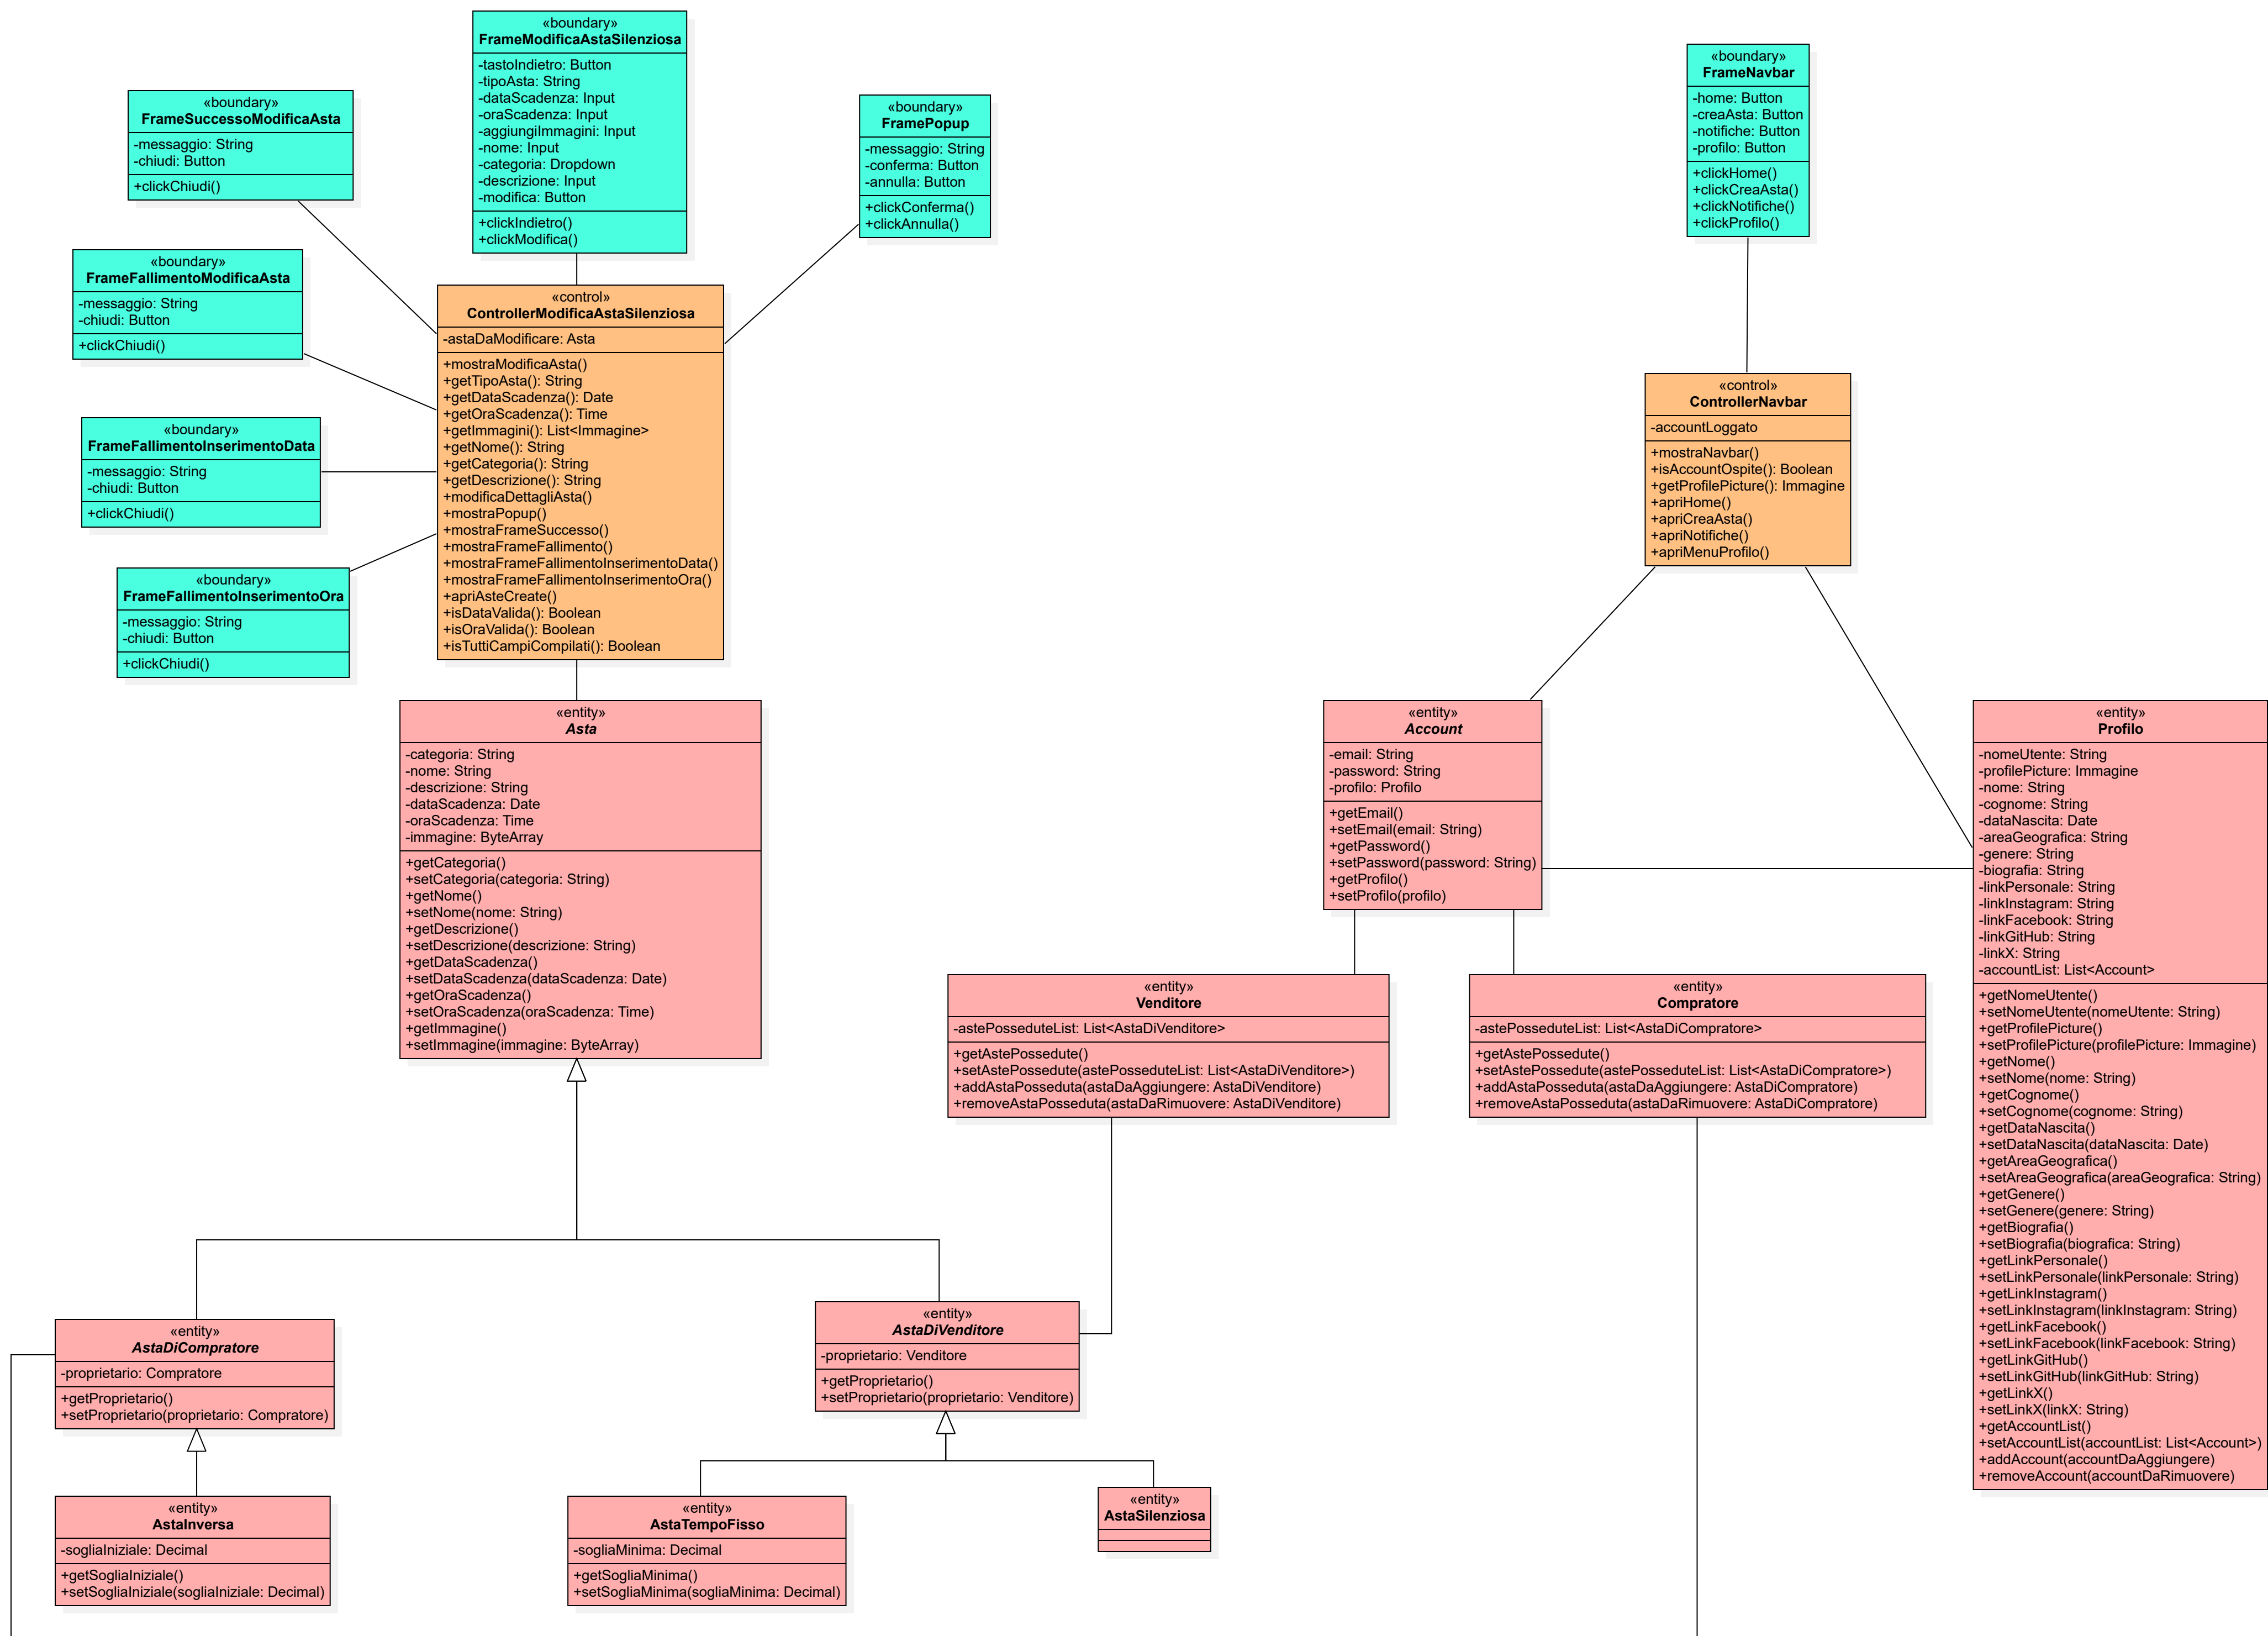 «boundary»
FrameModificaAstaSilenziosa
-tastoIndietro: Button
-tipoAsta: String
-dataScadenza: Input
-oraScadenza: Input
-aggiungiImmagini: Input
-nome: Input
-categoria: Dropdown
-descrizione: Input
-modifica: Button
+clickIndietro()
+clickModifica()
«boundary»
FrameSuccessoModificaAsta
-messaggio: String
-chiudi: Button
+clickChiudi()
«boundary»
FramePopup
-messaggio: String
-conferma: Button
-annulla: Button
+clickConferma()
+clickAnnulla()
«boundary»
FrameNavbar
-home: Button
-creaAsta: Button
-notifiche: Button
-profilo: Button
+clickHome()
+clickCreaAsta()
+clickNotifiche()
+clickProfilo()
«boundary»
FrameFallimentoModificaAsta
-messaggio: String
-chiudi: Button
+clickChiudi()
«boundary»
FrameFallimentoInserimentoData
-messaggio: String
-chiudi: Button
+clickChiudi()
«boundary»
FrameFallimentoInserimentoOra
-messaggio: String
-chiudi: Button
+clickChiudi()
«control»
ControllerModificaAstaSilenziosa
-astaDaModificare: Asta
+mostraModificaAsta()
+getTipoAsta(): String
+getDataScadenza(): Date
+getOraScadenza(): Time
+getImmagini(): List<Immagine>
+getNome(): String
+getCategoria(): String
+getDescrizione(): String
+modificaDettagliAsta()
+mostraPopup()
+mostraFrameSuccesso()
+mostraFrameFallimento()
+mostraFrameFallimentoInserimentoData()
+mostraFrameFallimentoInserimentoOra()
+apriAsteCreate()
+isDataValida(): Boolean
+isOraValida(): Boolean
+isTuttiCampiCompilati(): Boolean
«control»
ControllerNavbar
-accountLoggato
+mostraNavbar()
+isAccountOspite(): Boolean
+getProfilePicture(): Immagine
+apriHome()
+apriCreaAsta()
+apriNotifiche()
+apriMenuProfilo()
«entity»
Asta
-categoria: String
-nome: String
-descrizione: String
-dataScadenza: Date
-oraScadenza: Time
-immagine: ByteArray
+getCategoria()
+setCategoria(categoria: String)
+getNome()
+setNome(nome: String)
+getDescrizione()
+setDescrizione(descrizione: String)
+getDataScadenza()
+setDataScadenza(dataScadenza: Date)
+getOraScadenza()
+setOraScadenza(oraScadenza: Time)
+getImmagine()
+setImmagine(immagine: ByteArray)
«entity»
Account
-email: String
-password: String
-profilo: Profilo
+getEmail()
+setEmail(email: String)
+getPassword()
+setPassword(password: String)
+getProfilo()
+setProfilo(profilo)
«entity»
Profilo
-nomeUtente: String
-profilePicture: Immagine
-nome: String
-cognome: String
-dataNascita: Date
-areaGeografica: String
-genere: String
-biografia: String
-linkPersonale: String
-linkInstagram: String
-linkFacebook: String
-linkGitHub: String
-linkX: String
-accountList: List<Account>
+getNomeUtente()
+setNomeUtente(nomeUtente: String)
+getProfilePicture()
+setProfilePicture(profilePicture: Immagine)
+getNome()
+setNome(nome: String)
+getCognome()
+setCognome(cognome: String)
+getDataNascita()
+setDataNascita(dataNascita: Date)
+getAreaGeografica()
+setAreaGeografica(areaGeografica: String)
+getGenere()
+setGenere(genere: String)
+getBiografia()
+setBiografia(biografica: String)
+getLinkPersonale()
+setLinkPersonale(linkPersonale: String)
+getLinkInstagram()
+setLinkInstagram(linkInstagram: String)
+getLinkFacebook()
+setLinkFacebook(linkFacebook: String)
+getLinkGitHub()
+setLinkGitHub(linkGitHub: String)
+getLinkX()
+setLinkX(linkX: String)
+getAccountList()
+setAccountList(accountList: List<Account>)
+addAccount(accountDaAggiungere)
+removeAccount(accountDaRimuovere)
«entity»
Venditore
-astePosseduteList: List<AstaDiVenditore>
+getAstePossedute()
+setAstePossedute(astePosseduteList: List<AstaDiVenditore>)
+addAstaPosseduta(astaDaAggiungere: AstaDiVenditore)
+removeAstaPosseduta(astaDaRimuovere: AstaDiVenditore)
«entity»
Compratore
-astePosseduteList: List<AstaDiCompratore>
+getAstePossedute()
+setAstePossedute(astePosseduteList: List<AstaDiCompratore>)
+addAstaPosseduta(astaDaAggiungere: AstaDiCompratore)
+removeAstaPosseduta(astaDaRimuovere: AstaDiCompratore)
«entity»
AstaDiCompratore
-proprietario: Compratore
+getProprietario()
+setProprietario(proprietario: Compratore)
«entity»
AstaDiVenditore
-proprietario: Venditore
+getProprietario()
+setProprietario(proprietario: Venditore)
«entity»
AstaInversa
-sogliaIniziale: Decimal
+getSogliaIniziale()
+setSogliaIniziale(sogliaIniziale: Decimal)
«entity»
AstaTempoFisso
-sogliaMinima: Decimal
+getSogliaMinima()
+setSogliaMinima(sogliaMinima: Decimal)
«entity»
AstaSilenziosa